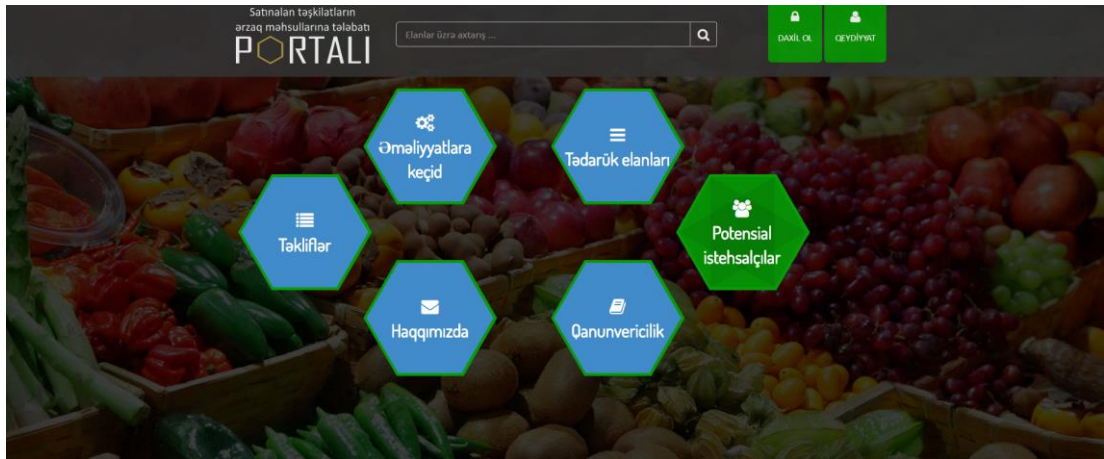 Satınalan təşkilatların
ərzaq məhsullarına tələbatı
PORTALI
Elanlar üzrə axtarış ...
DAXİL OL
QEYDİYYAT
Əməliyyatlara
keçid
Tədarük elanları
Təkliflər
Potensial
istehsalçılar
Haqqımızda
Qanunvericilik